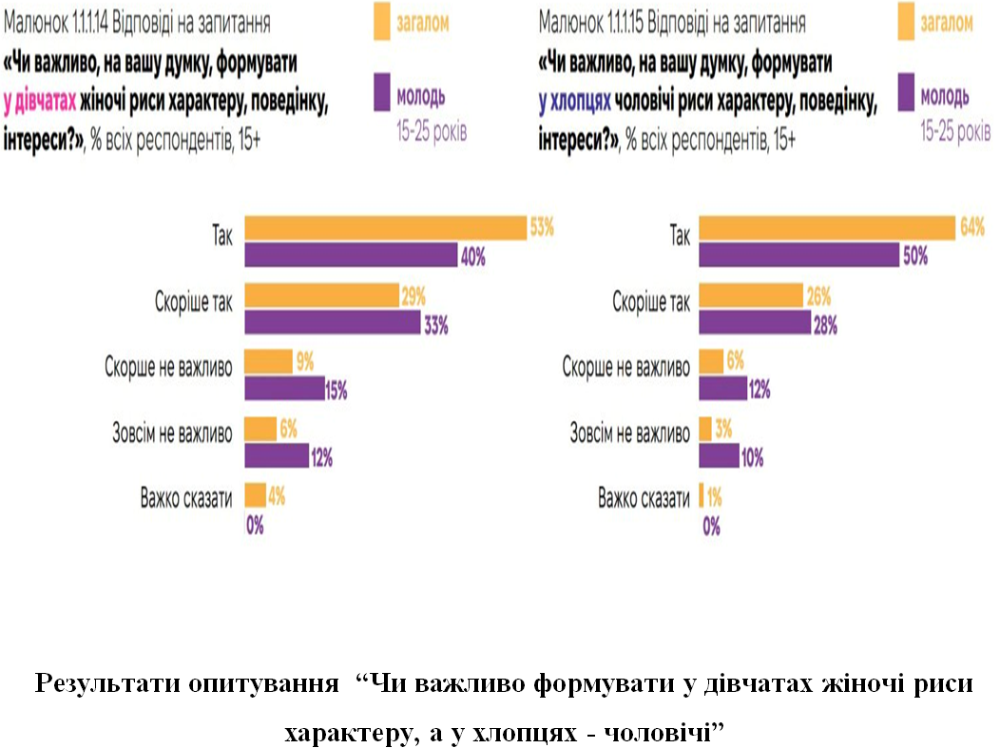 Малюнок 1.1.1.14 Відповіді на запитання
«Чи важливо, на вашу думку, формувати
у дівчатах жіночі риси характеру, поведінку,
інтереси?», % всіх респондентів, 15+
загалом
молодь
15-25 років
Так
53%
40%
Скоріше так
29%
33%
Скорше не важливо
9%
15%
Зовсім не важливо
6%
12%
Важко сказати
4%
0%
Малюнок 1.1.1.15 Відповіді на запитання
«Чи важливо, на вашу думку, формувати
у хлопцях чоловічі риси характеру, поведінку,
інтереси?», % всіх респондентів, 15+
загалом
молодь
15-25 років
Так
64%
50%
Скоріше так
26%
28%
Скорше не важливо
6%
12%
Зовсім не важливо
3%
10%
Важко сказати
1%
0%
Результати опитування “Чи важливо формувати у дівчатах жіночі риси
характеру, а у хлопцях - чоловічі”